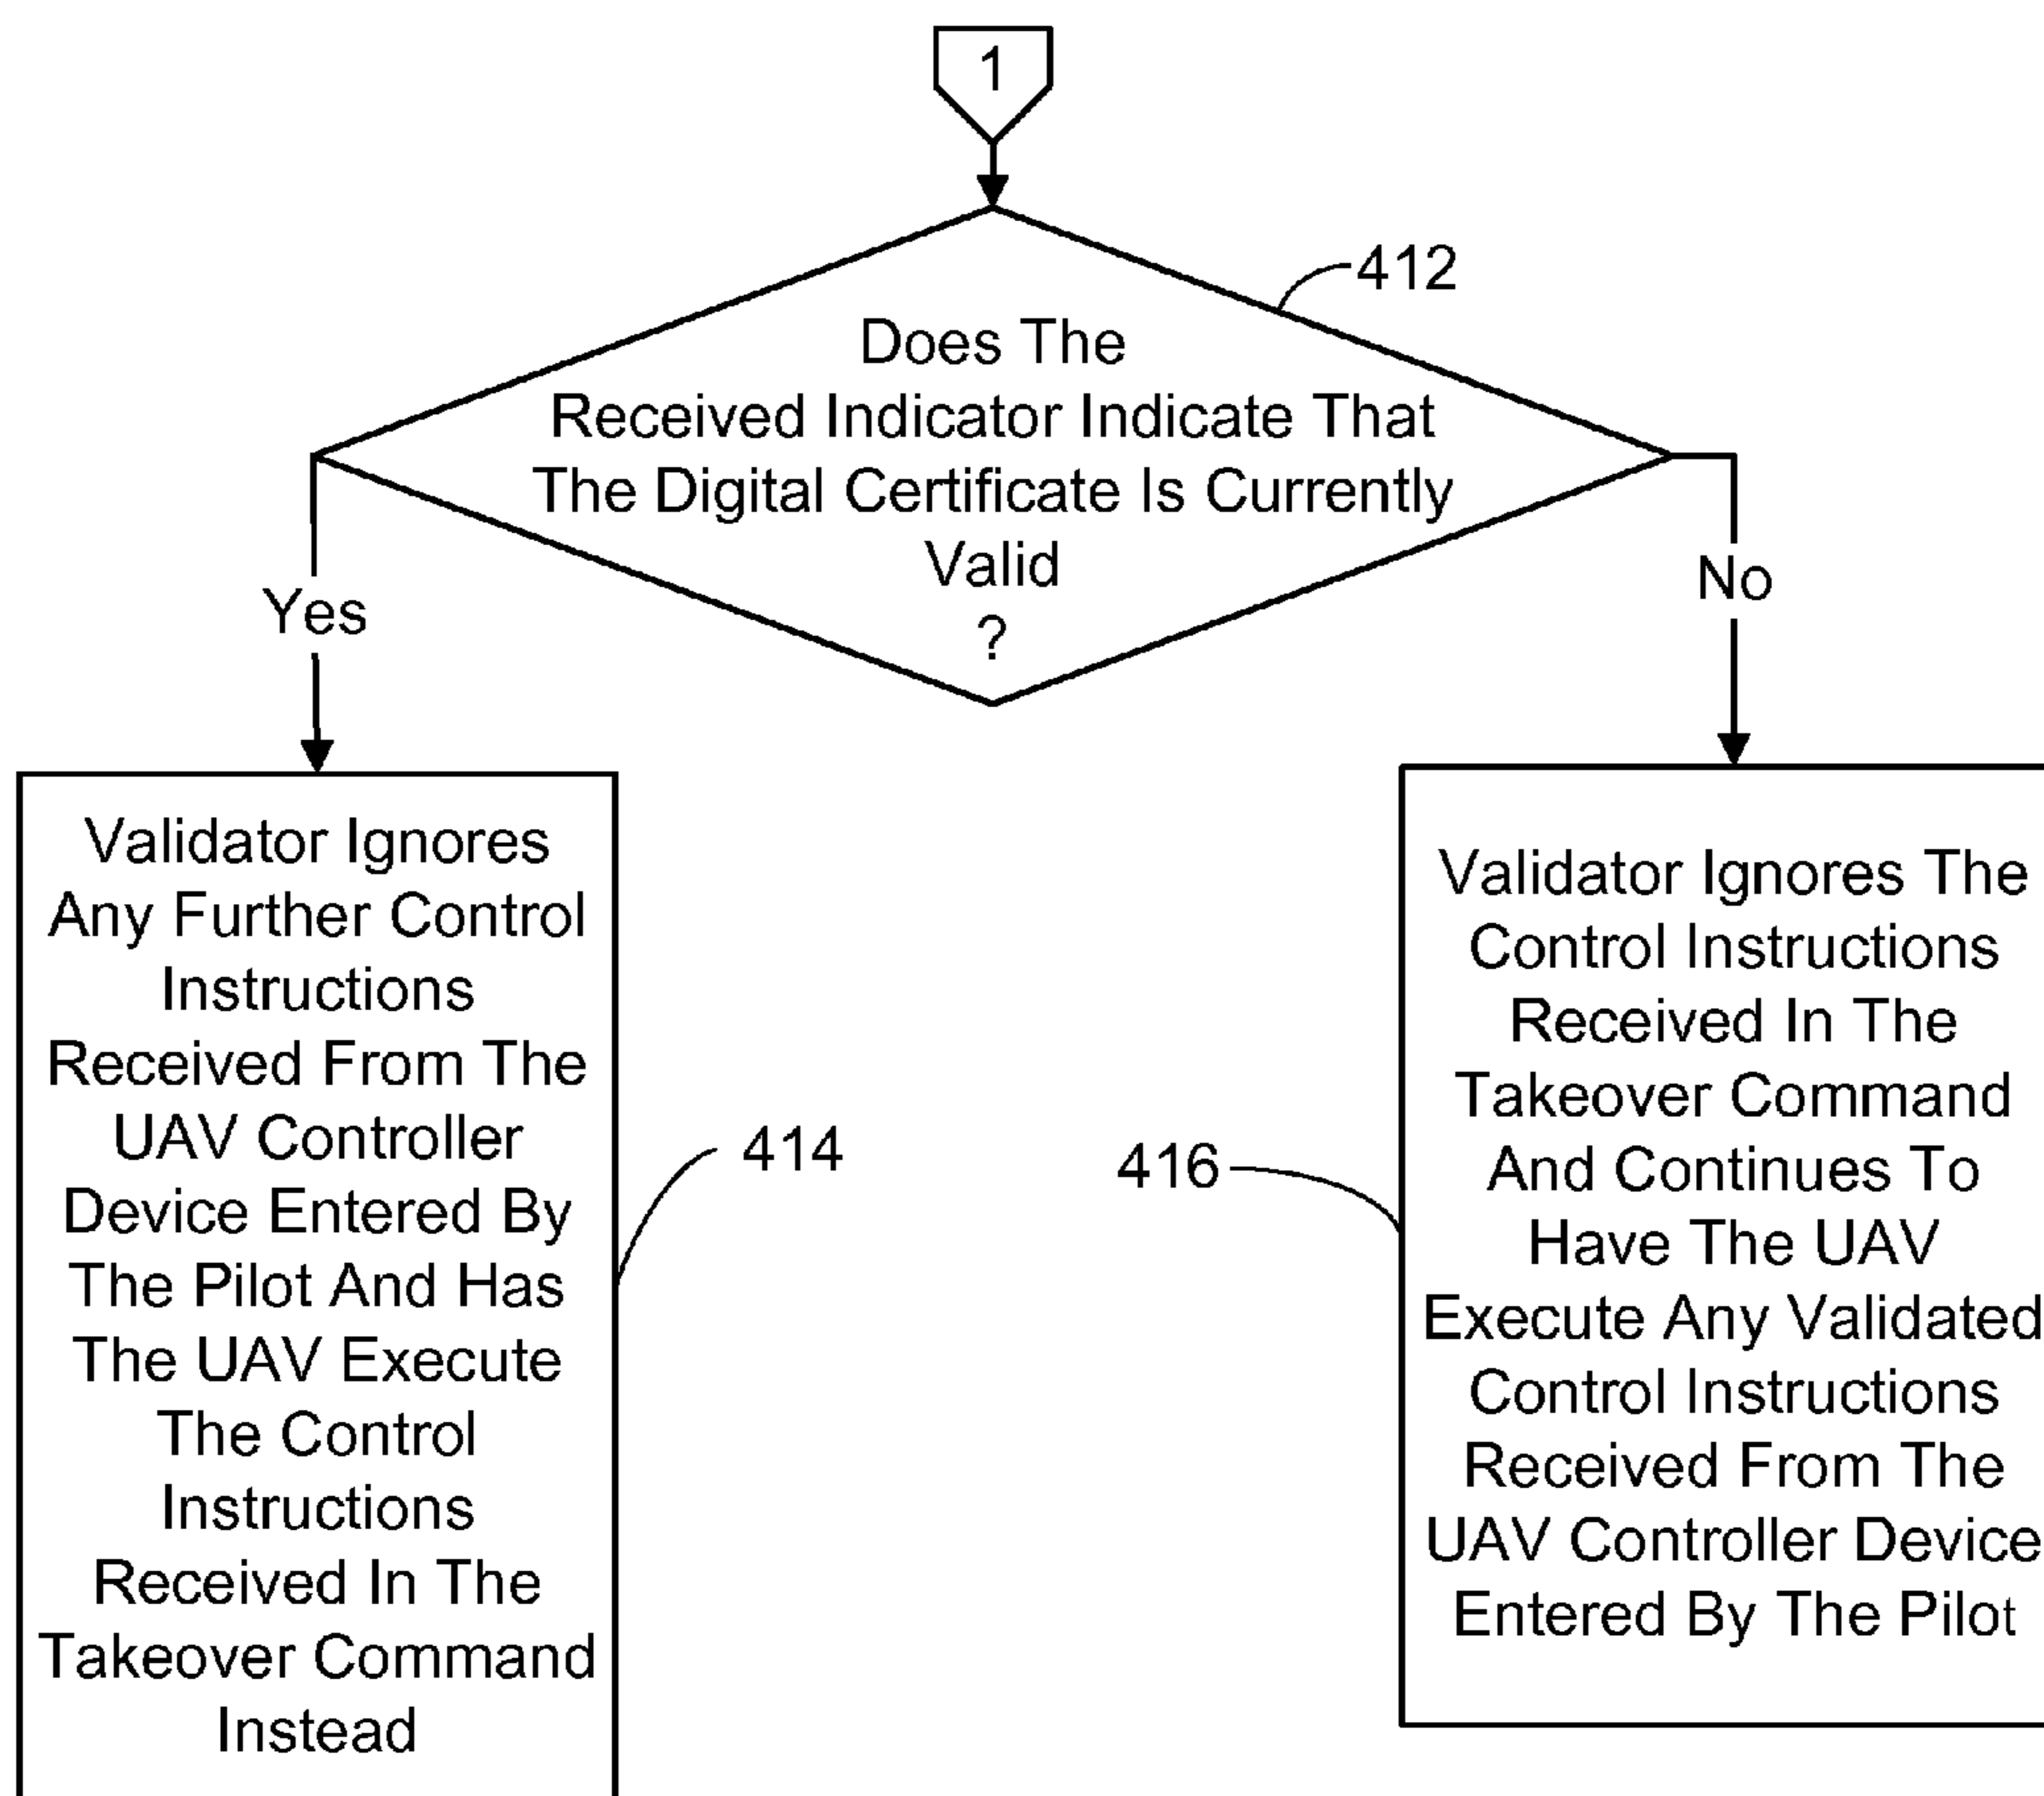 1
412
Does The
Received Indicator Indicate That
The Digital Certificate Is Currently
Valid
?
Yes
No
Validator Ignores
Any Further Control
Instructions
Received From The
UAV Controller
Device Entered By
The Pilot And Has
The UAV Execute
The Control
Instructions
Received In The
Takeover Command
Instead
414
416
Validator Ignores The
Control Instructions
Received In The
Takeover Command
And Continues To
Have The UAV
Execute Any Validated
Control Instructions
Received From The
UAV Controller Device
Entered By The Pilot